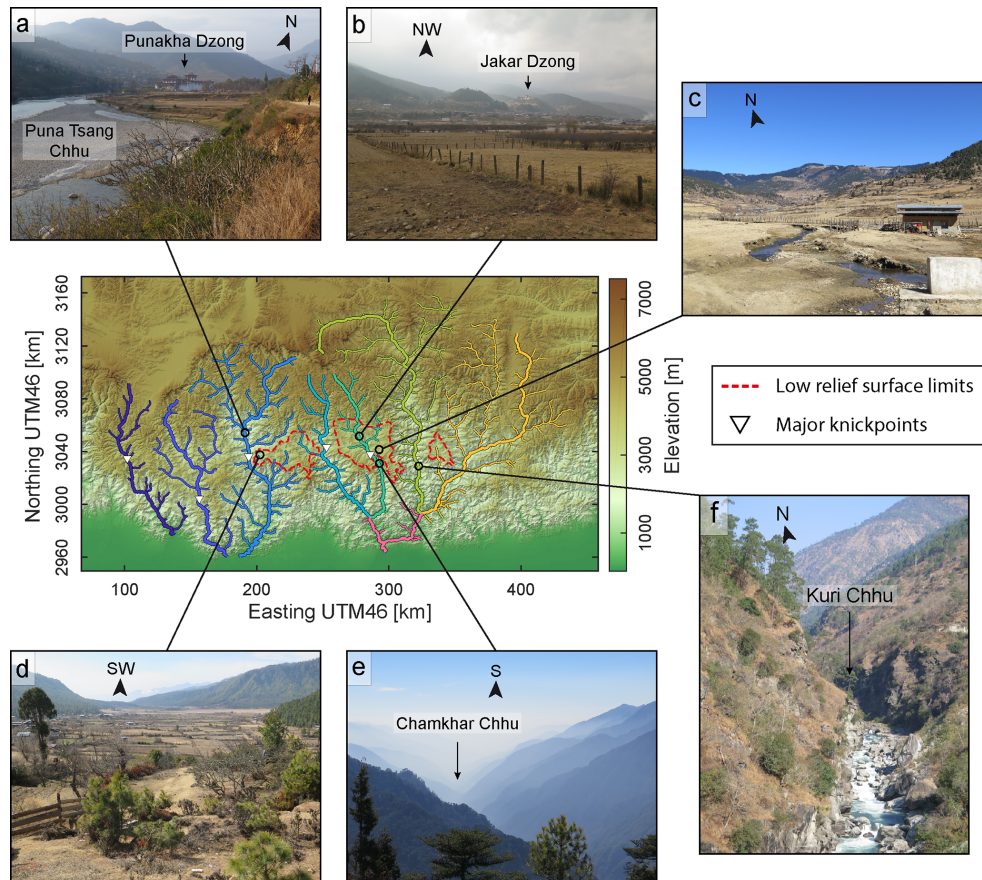 a
N
Punakha Dzong
Puna Tsang
Chhu
b
NW
Jakar Dzong
c
N
Northing UTM46 [km]
3160
3120
3080
3040
3000
2960
100
200
300
400
Easting UTM46 [km]
7000
5000
3000
1000
Elevation [m]
Low relief surface limits
Major knickpoints
d
SW
e
S
Chamkhar Chhu
f
N
Kuri Chhu